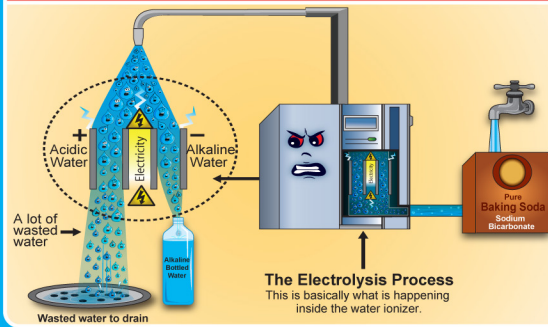 +
Acidic
Water
Electricity
−
Alkaline
Water
A lot of
wasted
water
Alkaline
Bottled
Water
Wasted water to drain
Electricity
The Electrolysis Process
This is basically what is happening
inside the water ionizer.
Pure
Baking Soda
Sodium
Bicarbonate